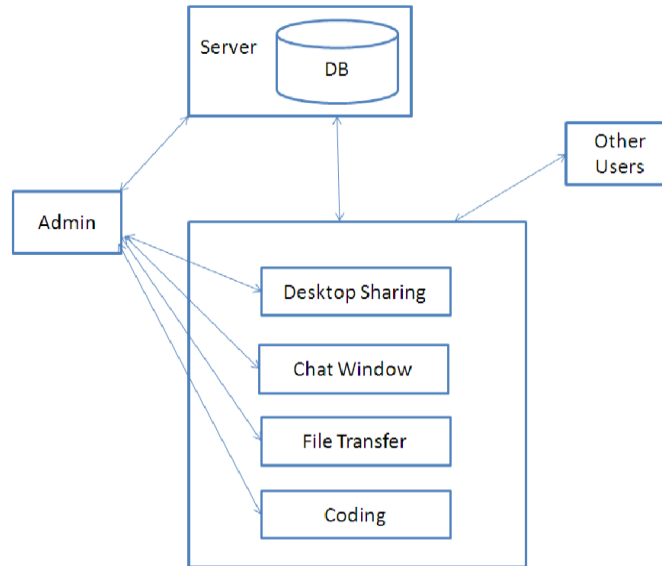 Server
DB
Other
Users
Admin
Desktop Sharing
Chat Window
File Transfer
Coding